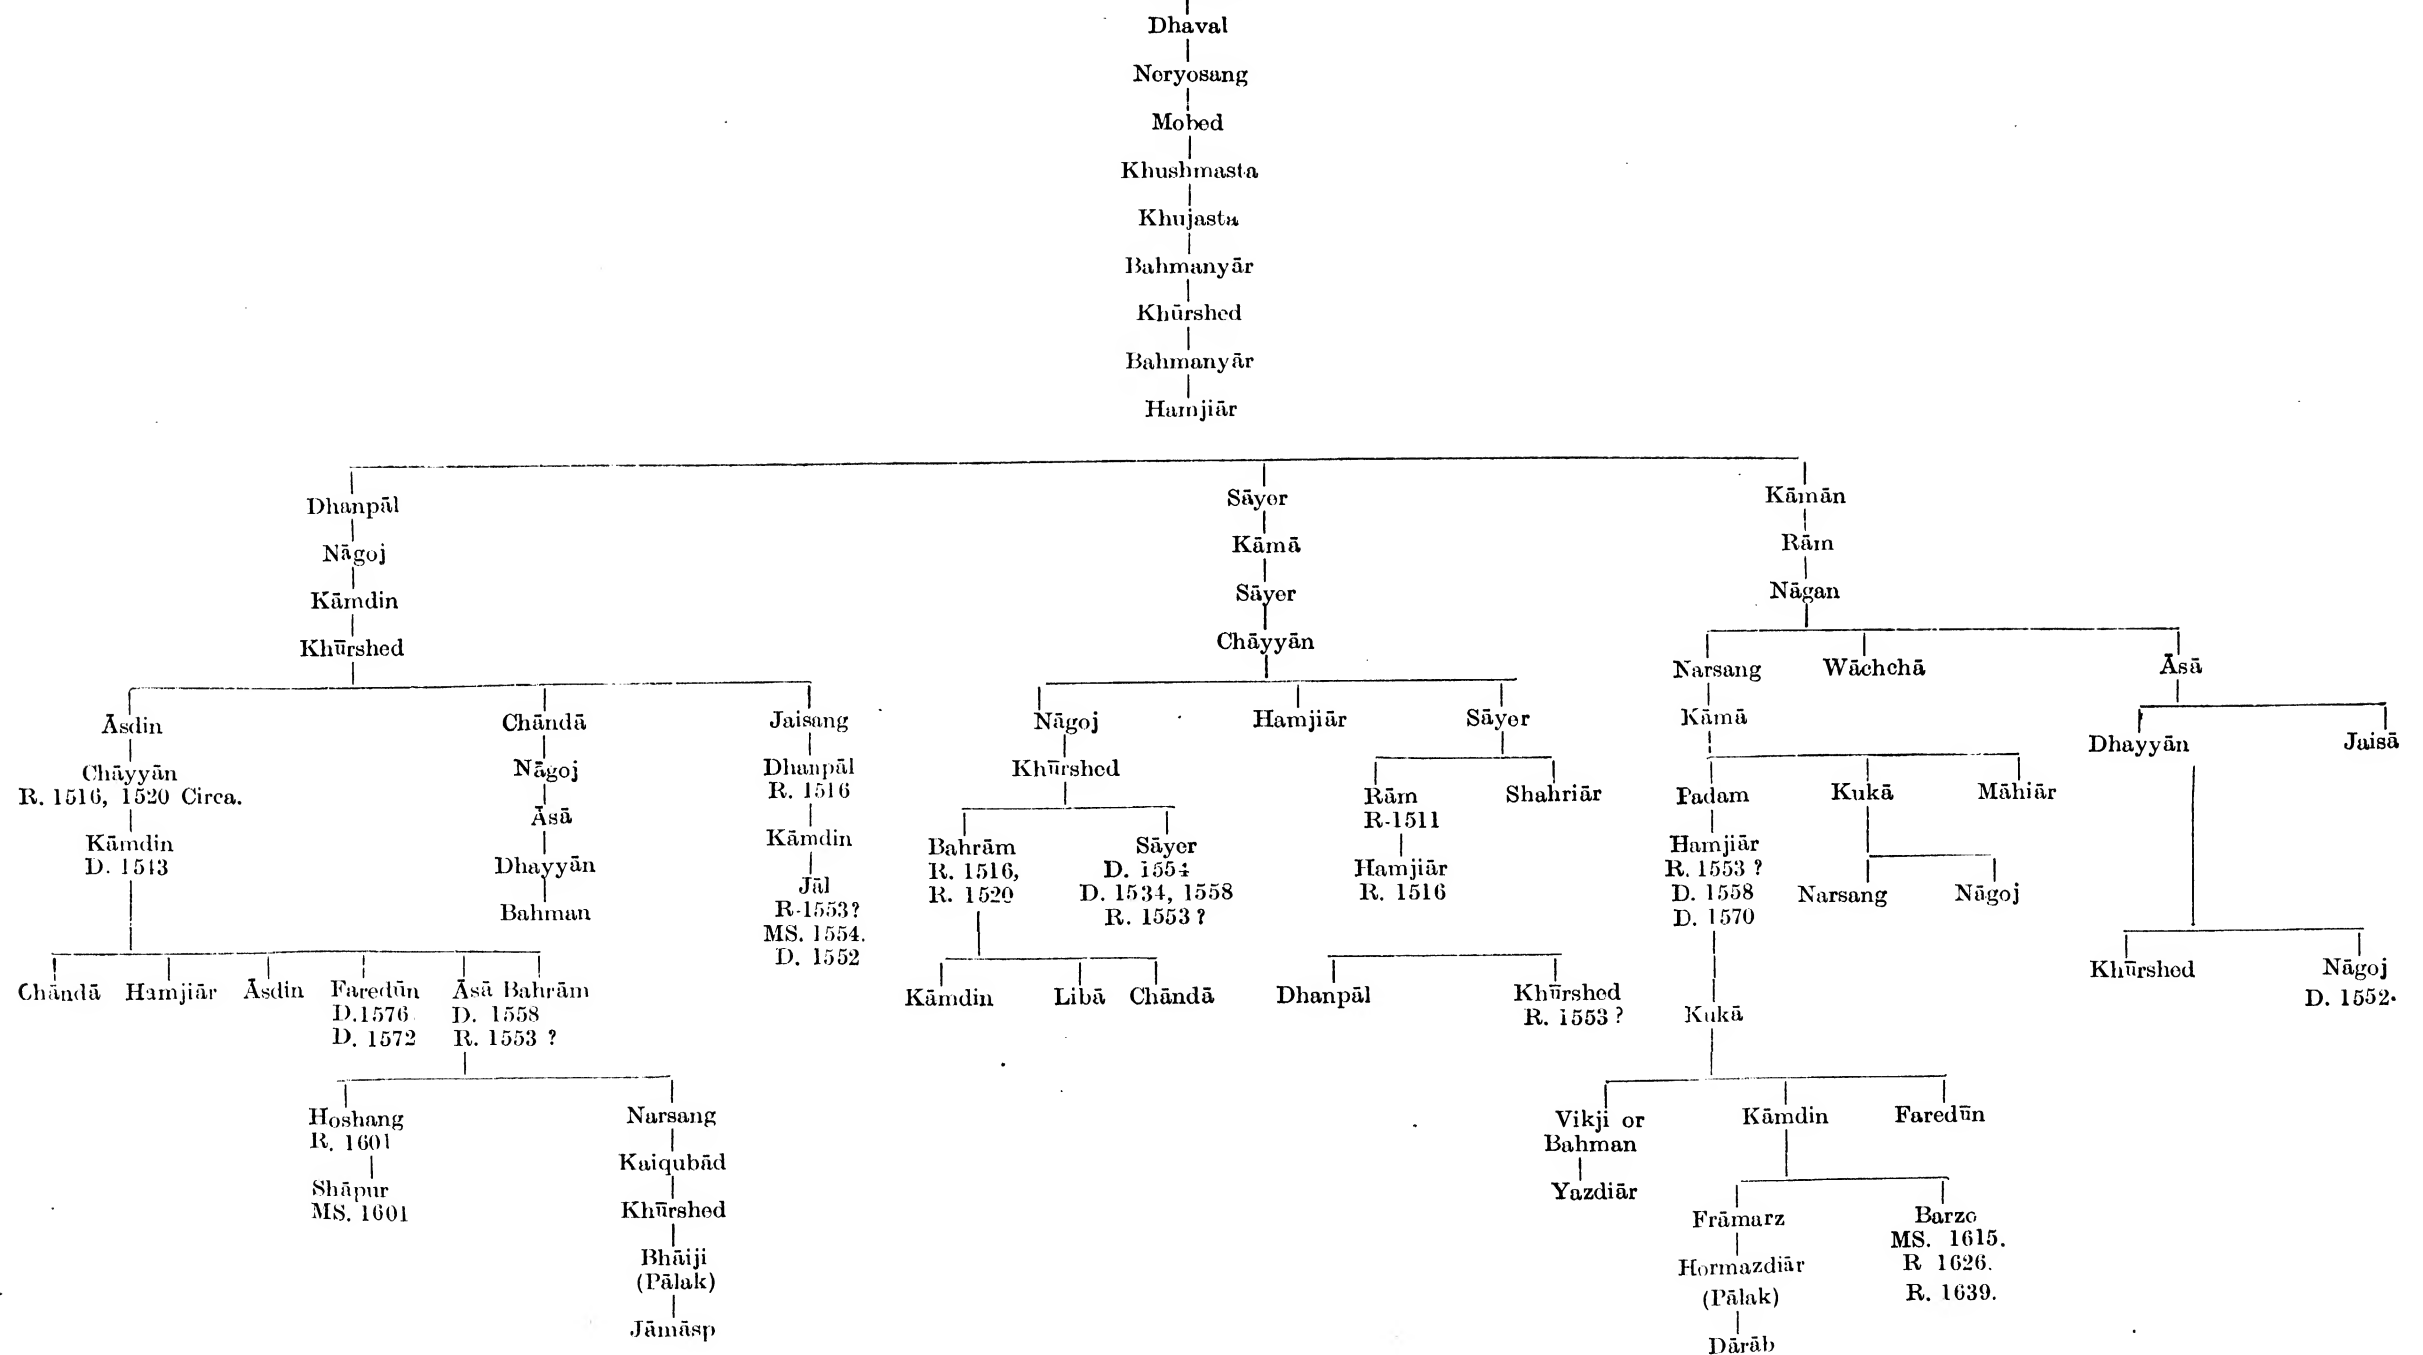 Dhaval
Neryosang
Mobed
Khushmasta
Khujasta
Bahmanyār
Khūrshed
Bahmanyār
Hamjiār
Dhanpāl Sāyer Kāmān
Nāgoj Kāmā Rām
Kāmdin Sāyer Nāgan
Khūrshed Chāyyān
Narsang Wāchchā Āsā
Āsdin Chāndā Jaisang Nāgoj Hamjiār Sāyer Kāmā
Dhayyān Jaisā
Chāyyān Nāgoj Dhanpāl Khūrshed
R. 1516, 1520 Circa. R. 1516 Rām Shahriār Padam Kukā Māhiār
Āsā R-1511
Kāmdin Kāmdin Bahrām Sāyer Hamjiār
D. 1543 Dhayyān R. 1516, D. 1554 Hamjiār R. 1553 ?
Jāl R. 1520 D. 1534, 1558 R. 1516 D. 1558 Narsang Nāgoj
Bahman R-1553? R. 1553 ? D. 1570
MS. 1554.
D. 1552
Chāndā Hamjiār Āsdin Faredūn Āsā Bahrām Kāmdin Libā Chāndā Dhanpāl Khūrshed Khūrshed Nāgoj
D.1576 D. 1558 R. 1553 ? Kukā D. 1552.
D. 1572 R. 1553 ?
Hoshang Narsang Vikji or Kāmdin Faredūn
R. 1601 Bahman
Kaiqubād
Shāpur Yazdiār
MS. 1601 Khūrshed Frāmarz Barzo
MS. 1615.
Bhāiji Hormazdiār R 1626.
(Pālak) (Pālak) R. 1639.
Jāmāsp Dārāb